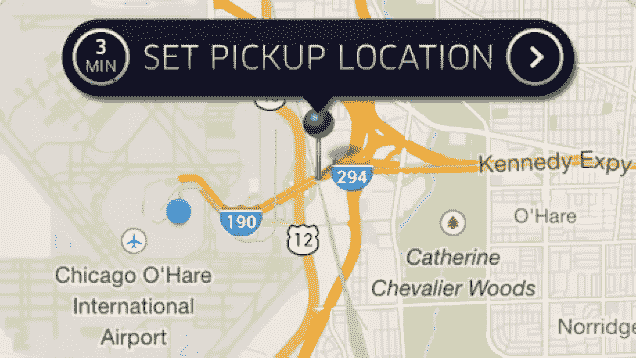 3
MIN
SET PICKUP LOCATION
294
Kennedy Expy
190
O'Hare
12
Catherine
Chevalier Woods
Chicago O'Hare
International
Airport
Norridge